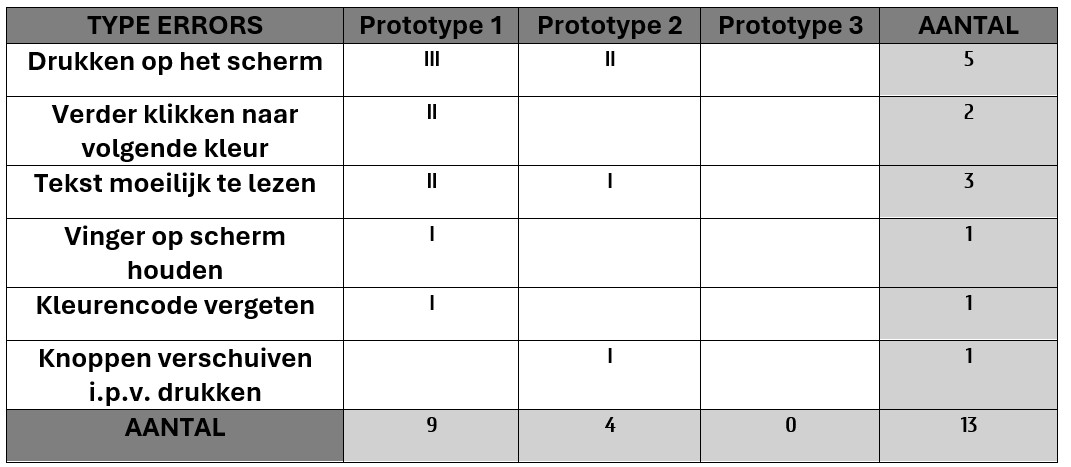 TYPE ERRORS Prototype 1 Prototype 2 Prototype 3 AANTAL
Drukken op het scherm III II 5
Verder klikken naar II 2
volgende kleur
Tekst moeilijk te lezen II I 3
Vinger op scherm I 1
houden
Kleurencode vergeten I 1
Knoppen verschuiven I 1
i.p.v. drukken
AANTAL 9 4 0 13